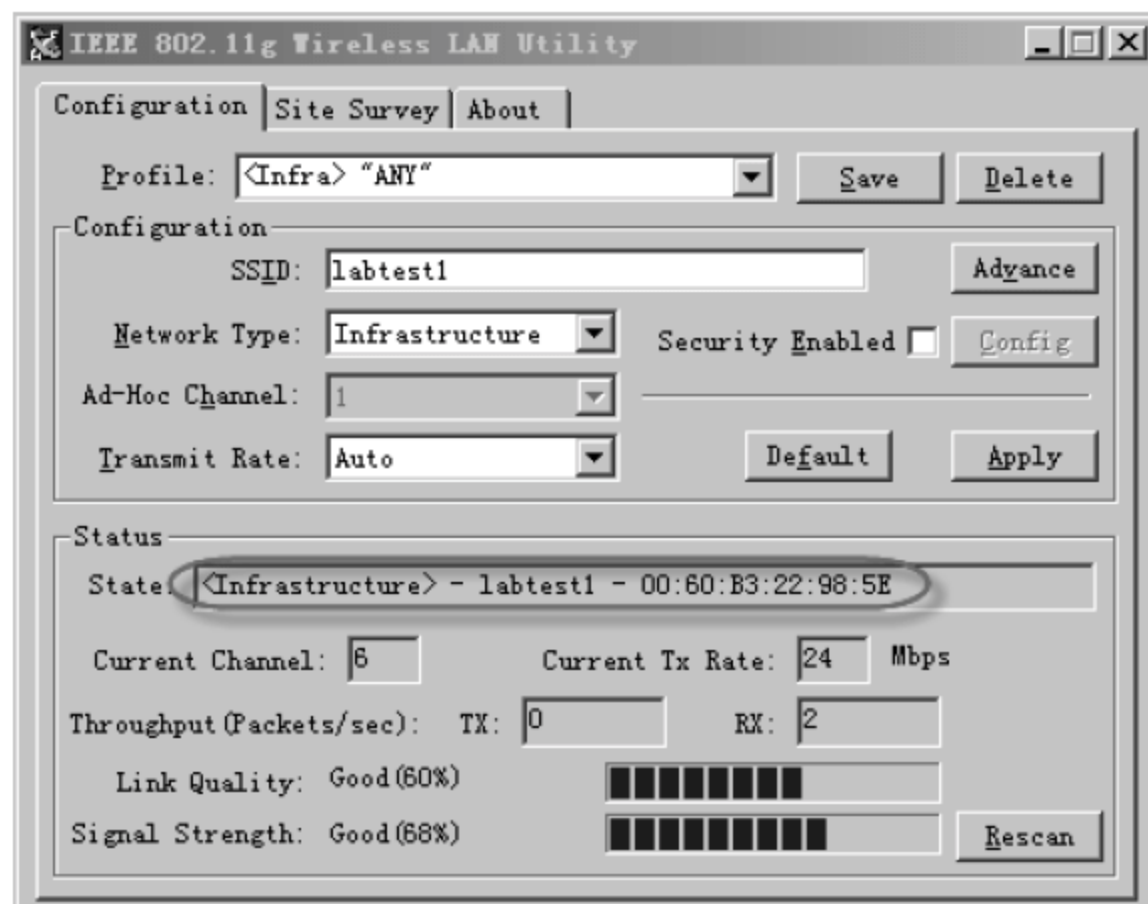 IEEE 802.11g Wireless LAN Utility
Configuration Site Survey About
Profile: <Infra> "ANY" Save Delete
Configuration
SSID: labtest1 Advance
Network Type: Infrastructure Security Enabled Config
Ad-Hoc Channel: 1
Transmit Rate: Auto Default Apply
Status
State: <Infrastructure> - labtest1 - 00:60:B3:22:98:5E
Current Channel: 6 Current Tx Rate: 24 Mbps
Throughput(Packets/sec): TX: 0 RX: 2
Link Quality: Good(60%)
Signal Strength: Good(68%) Rescan